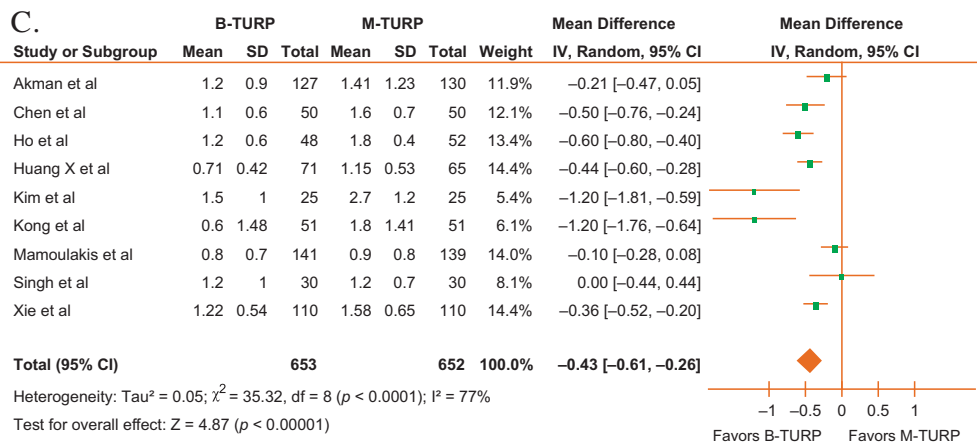 C.
B-TURP M-TURP Mean Difference Mean Difference
Study or Subgroup Mean SD Total Mean SD Total Weight IV, Random, 95% CI IV, Random, 95% CI
Akman et al 1.2 0.9 127 1.41 1.23 130 11.9% –0.21 [–0.47, 0.05]
Chen et al 1.1 0.6 50 1.6 0.7 50 12.1% –0.50 [–0.76, –0.24]
Ho et al 1.2 0.6 48 1.8 0.4 52 13.4% –0.60 [–0.80, –0.40]
Huang X et al 0.71 0.42 71 1.15 0.53 65 14.4% –0.44 [–0.60, –0.28]
Kim et al 1.5 1 25 2.7 1.2 25 5.4% –1.20 [–1.81, –0.59]
Kong et al 0.6 1.48 51 1.8 1.41 51 6.1% –1.20 [–1.76, –0.64]
Mamoulakis et al 0.8 0.7 141 0.9 0.8 139 14.0% –0.10 [–0.28, 0.08]
Singh et al 1.2 1 30 1.2 0.7 30 8.1% 0.00 [–0.44, 0.44]
Xie et al 1.22 0.54 110 1.58 0.65 110 14.4% –0.36 [–0.52, –0.20]
Total (95% CI) 653 652 100.0% –0.43 [–0.61, –0.26]
Heterogeneity: Tau² = 0.05; χ² = 35.32, df = 8 (p < 0.0001); I² = 77%
Test for overall effect: Z = 4.87 (p < 0.00001)
–1 –0.5 0 0.5 1
Favors B-TURP Favors M-TURP